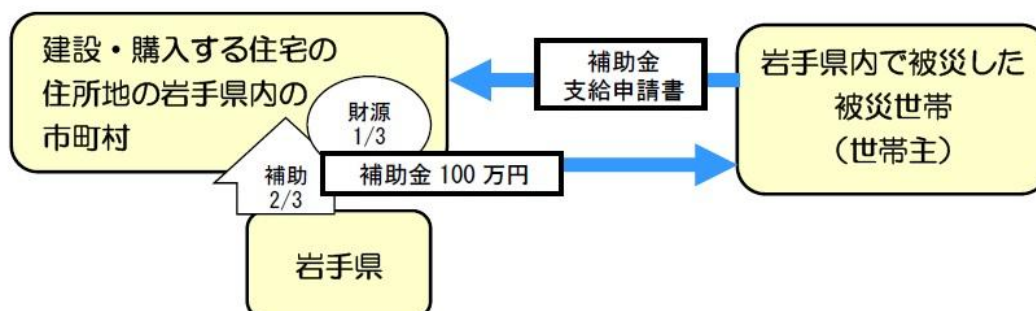 建設・購入する住宅の
住所地の岩手県内の
市町村
財源
1/3
補助金
支給申請書
岩手県内で被災した
被災世帯
（世帯主）
補助
2/3
補助金 100 万円
岩手県